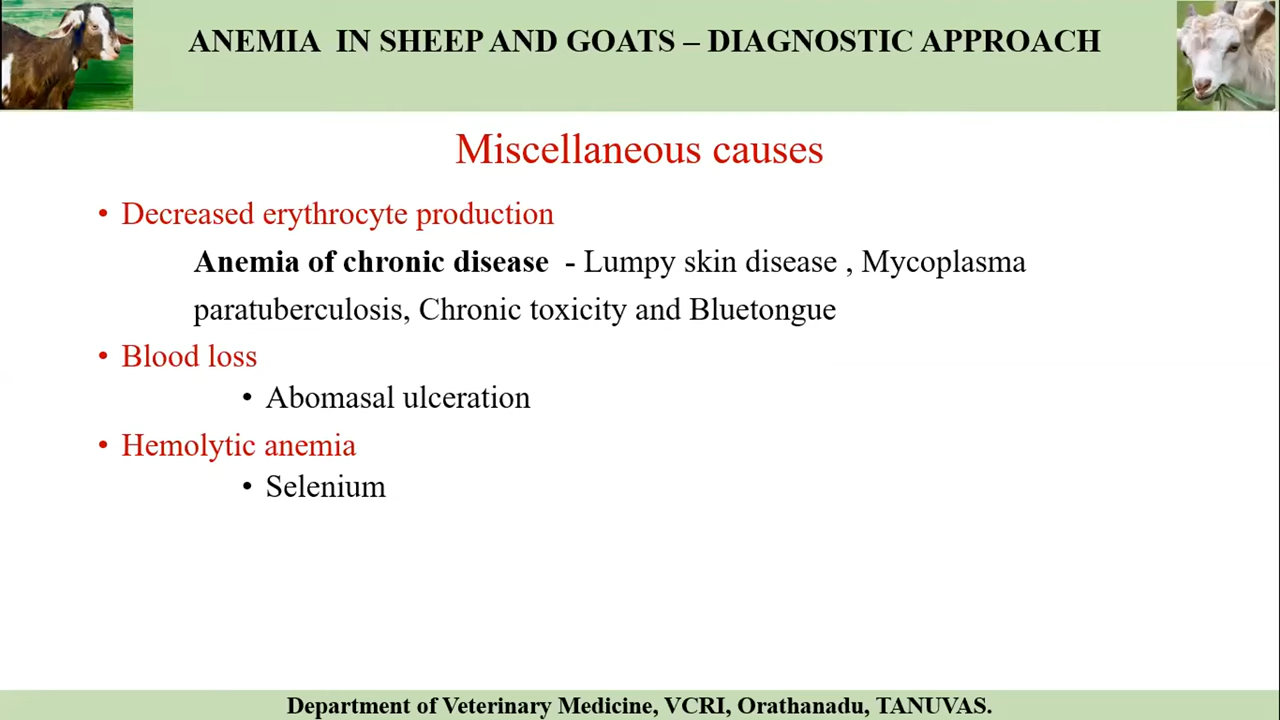 ANEMIA IN SHEEP AND GOATS – DIAGNOSTIC APPROACH
Miscellaneous causes
• Decreased erythrocyte production
Anemia of chronic disease - Lumpy skin disease , Mycoplasma
paratuberculosis, Chronic toxicity and Bluetongue
• Blood loss
• Abomasal ulceration
• Hemolytic anemia
• Selenium
Department of Veterinary Medicine, VCRI, Orathanadu, TANUVAS.